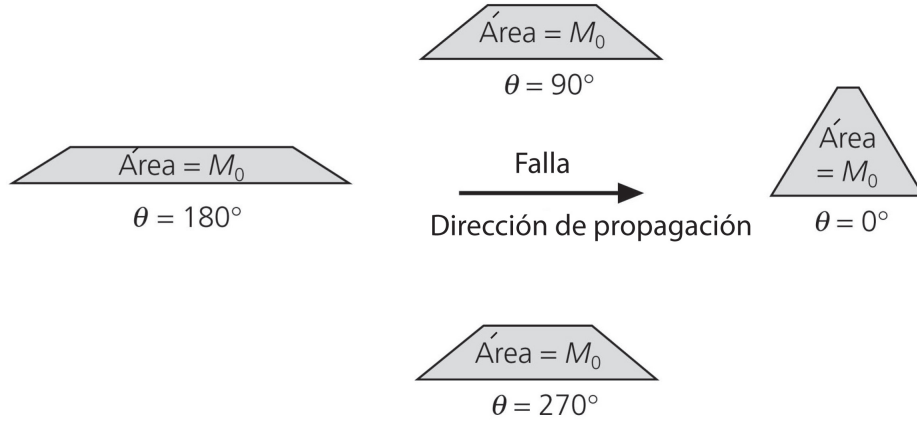 Área = M₀
θ = 90°
Área = M₀
θ = 180°
Falla
Dirección de propagación
Área
= M₀
θ = 0°
Área = M₀
θ = 270°